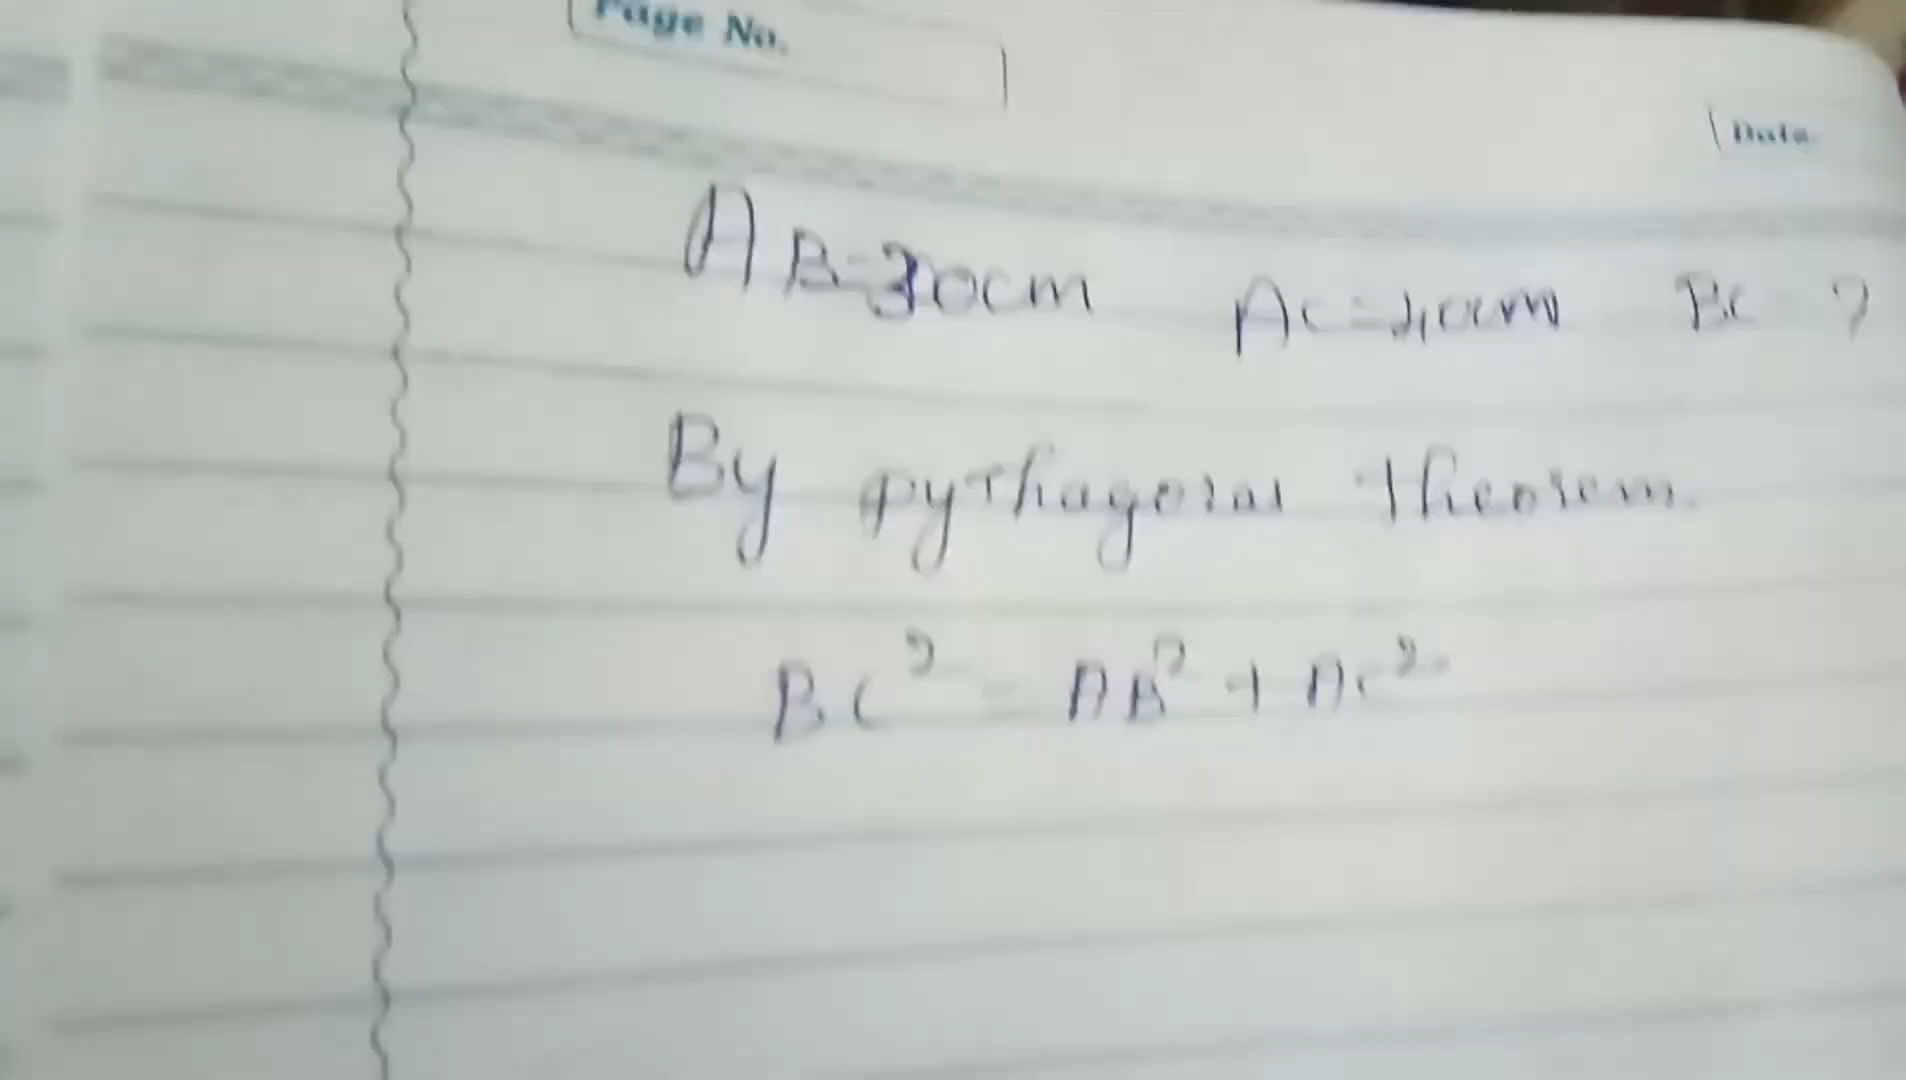 Page No.
Date
AB=30cm AC=40cm BC = ?
By pythagoras theorem.
BC² = AB² + AC²